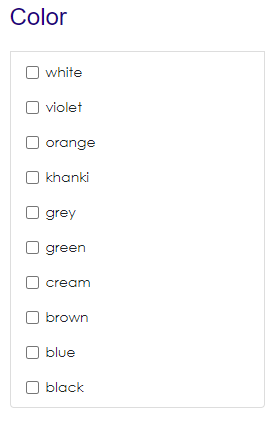 Color
white
violet
orange
khanki
grey
green
cream
brown
blue
black